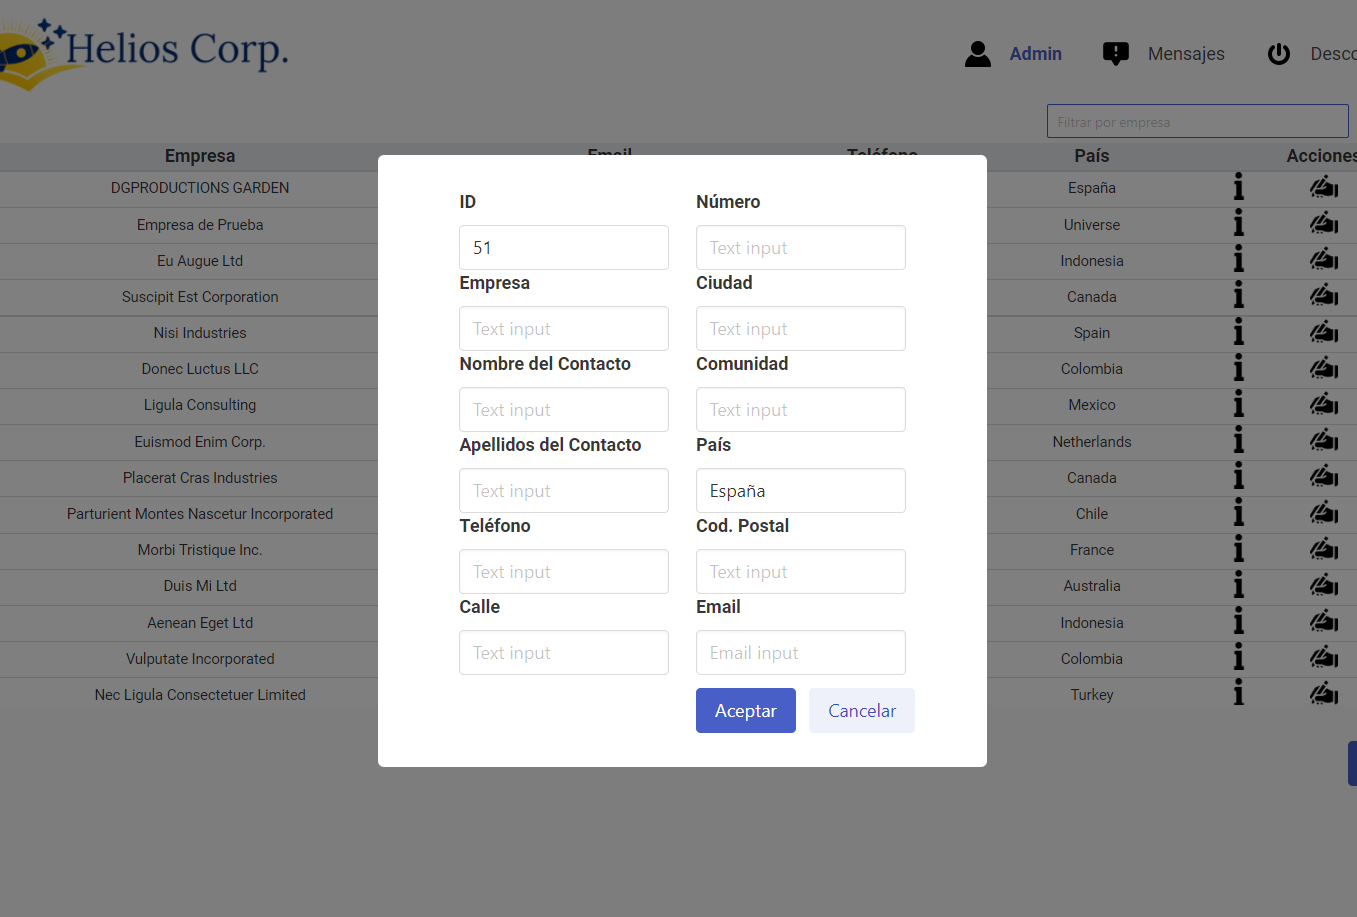 Helios Corp.
Admin
Mensajes
Desco
Filtrar por empresa
Empresa
Email
Teléfono
País
Acciones
DGPRODUCTIONS GARDEN
España
Empresa de Prueba
Universe
Eu Augue Ltd
Indonesia
Suscipit Est Corporation
Canada
Nisi Industries
Spain
Donec Luctus LLC
Colombia
Ligula Consulting
Mexico
Euismod Enim Corp.
Netherlands
Placerat Cras Industries
Canada
Parturient Montes Nascetur Incorporated
Chile
Morbi Tristique Inc.
France
Duis Mi Ltd
Australia
Aenean Eget Ltd
Indonesia
Vulputate Incorporated
Colombia
Nec Ligula Consectetuer Limited
Turkey
ID
Número
51
Text input
Empresa
Ciudad
Text input
Text input
Nombre del Contacto
Comunidad
Text input
Text input
Apellidos del Contacto
País
Text input
España
Teléfono
Cod. Postal
Text input
Text input
Calle
Email
Text input
Email input
Aceptar
Cancelar